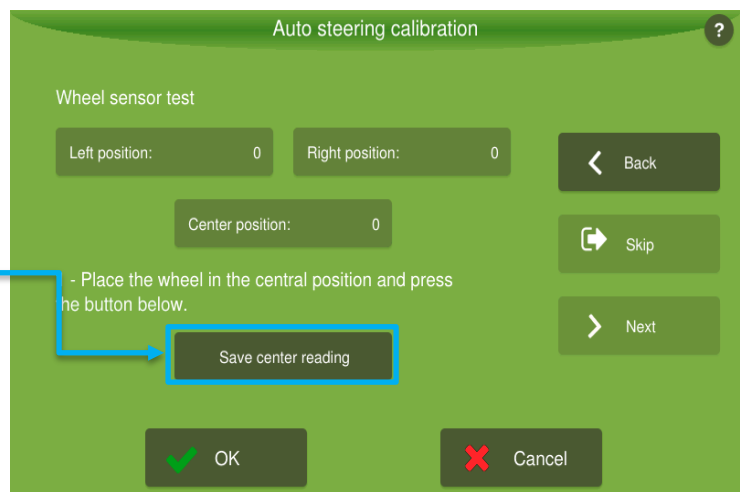 Auto steering calibration
?
Wheel sensor test
Left position: 0
Right position: 0
Back
Center position: 0
Skip
- Place the wheel in the central position and press
he button below.
Next
Save center reading
OK
Cancel